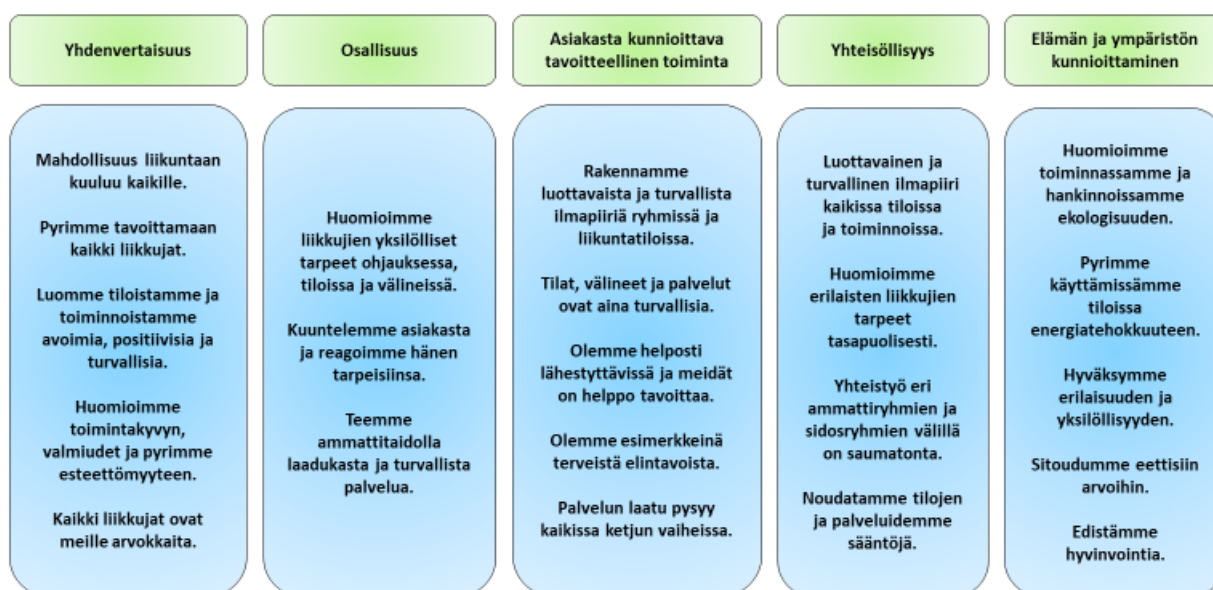 Yhdenvertaisuus
Mahdollisuus liikuntaan
kuuluu kaikille.
Pyrimme tavoittamaan
kaikki liikkujat.
Luomme tiloistamme ja
toiminnoistamme
avoimia, positiivisia ja
turvallisia.
Huomioimme
toimintakyvyn,
valmiudet ja pyrimme
esteettömyyteen.
Kaikki liikkujat ovat
meille arvokkaita.
Osallisuus
Huomioimme
liikkujien yksilölliset
tarpeet ohjauksessa,
tiloissa ja välineissä.
Kuuntelemme asiakasta
ja reagoimme hänen
tarpeisiinsa.
Teemme
ammattitaidolla
laadukasta ja turvallista
palvelua.
Asiakasta kunnioittava
tavoitteellinen toiminta
Rakennamme
luottavaista ja turvallista
ilmapiiriä ryhmissä ja
liikuntatiloissa.
Tilat, välineet ja palvelut
ovat aina turvallisia.
Olemme helposti
lähestyttävissä ja meidät
on helppo tavoittaa.
Olemme esimerkkeinä
terveistä elintavoista.
Palvelun laatu pysyy
kaikissa ketjun vaiheissa.
Yhteisöllisyys
Luottavainen ja
turvallinen ilmapiiri
kaikissa tiloissa
ja toiminnoissa.
Huomioimme
erilaisten liikkujien
tarpeet
tasapuolisesti.
Yhteistyö eri
ammattiryhmien ja
sidosryhmien välillä
on saumatonta.
Noudatamme tilojen
ja palveluidemme
sääntöjä.
Elämän ja ympäristön
kunnioittaminen
Huomioimme
toiminnassamme ja
hankinnoissamme
ekologisuuden.
Pyrimme
käyttämissämme
tiloissa
energiatehokkuuteen.
Hyväksymme
erilaisuuden ja
yksilöllisyyden.
Sitoudumme eettisiin
arvoihin.
Edistämme
hyvinvointia.